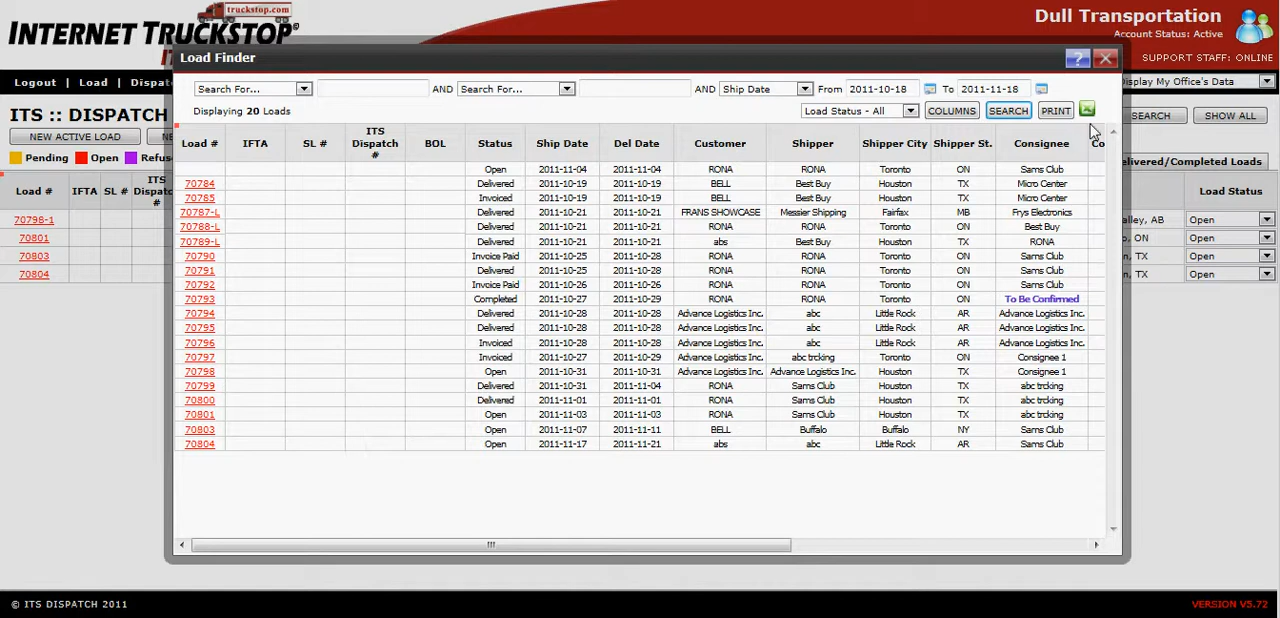 truckstop.com
INTERNET TRUCKSTOP©
Dull Transportation
Account Status: Active
SUPPORT STAFF: ONLINE
Load Finder
?
Logout | Load | Dispat
Display My Office's Data
Search For... AND Search For... AND Ship Date From 2011-10-18 To 2011-11-18
Displaying 20 Loads Load Status - All COLUMNS SEARCH PRINT
ITS :: DISPATCH
SEARCH SHOW ALL
NEW ACTIVE LOAD NE
Pending Open Refus
Delivered/Completed Loads
Load # IFTA SL # ITS Dispatch # BOL Status Ship Date Del Date Customer Shipper Shipper City Shipper St. Consignee Co
Open 2011-11-04 2011-11-04 RONA RONA Toronto ON Sams Club
70784 Delivered 2011-10-19 2011-10-19 BELL Best Buy Houston TX Micro Center
70785 Invoiced 2011-10-19 2011-10-19 BELL Best Buy Houston TX Micro Center
70787-L Delivered 2011-10-21 2011-10-21 FRANS SHOWCASE Messier Shipping Fairfax MB Frys Electronics
70788-L Delivered 2011-10-21 2011-10-21 RONA RONA Toronto ON Best Buy
70789-L Delivered 2011-10-21 2011-10-21 abs Best Buy Houston TX RONA
70790 Invoice Paid 2011-10-25 2011-10-28 RONA RONA Toronto ON Sams Club
70791 Delivered 2011-10-25 2011-10-28 RONA RONA Toronto ON Sams Club
70792 Invoice Paid 2011-10-26 2011-10-28 RONA RONA Toronto ON Sams Club
70793 Completed 2011-10-27 2011-10-29 RONA RONA Toronto ON To Be Confirmed
70794 Delivered 2011-10-28 2011-10-28 Advance Logistics Inc. abc Little Rock AR Advance Logistics Inc.
70795 Delivered 2011-10-28 2011-10-28 Advance Logistics Inc. abc Little Rock AR Advance Logistics Inc.
70796 Invoiced 2011-10-28 2011-10-28 Advance Logistics Inc. abc Little Rock AR Advance Logistics Inc.
70797 Invoiced 2011-10-27 2011-10-29 Advance Logistics Inc. abc trcking Toronto ON Consignee 1
70798 Open 2011-10-31 2011-10-31 Advance Logistics Inc. Advance Logistics Inc. Houston TX Consignee 1
70799 Delivered 2011-10-31 2011-11-04 RONA Sams Club Houston TX abc trcking
70800 Delivered 2011-11-01 2011-11-01 RONA Sams Club Houston TX abc trcking
70801 Open 2011-11-03 2011-11-03 RONA Sams Club Houston TX abc trcking
70803 Open 2011-11-07 2011-11-11 BELL Buffalo Buffalo NY Sams Club
70804 Open 2011-11-17 2011-11-21 abs abc Little Rock AR Sams Club
Load # IFTA SL # ITS Dispatc # Load Status
70798-1 alley, AB Open
70801 o, ON Open
70803 n, TX Open
70804 n, TX Open
© ITS DISPATCH 2011
VERSION V5.72